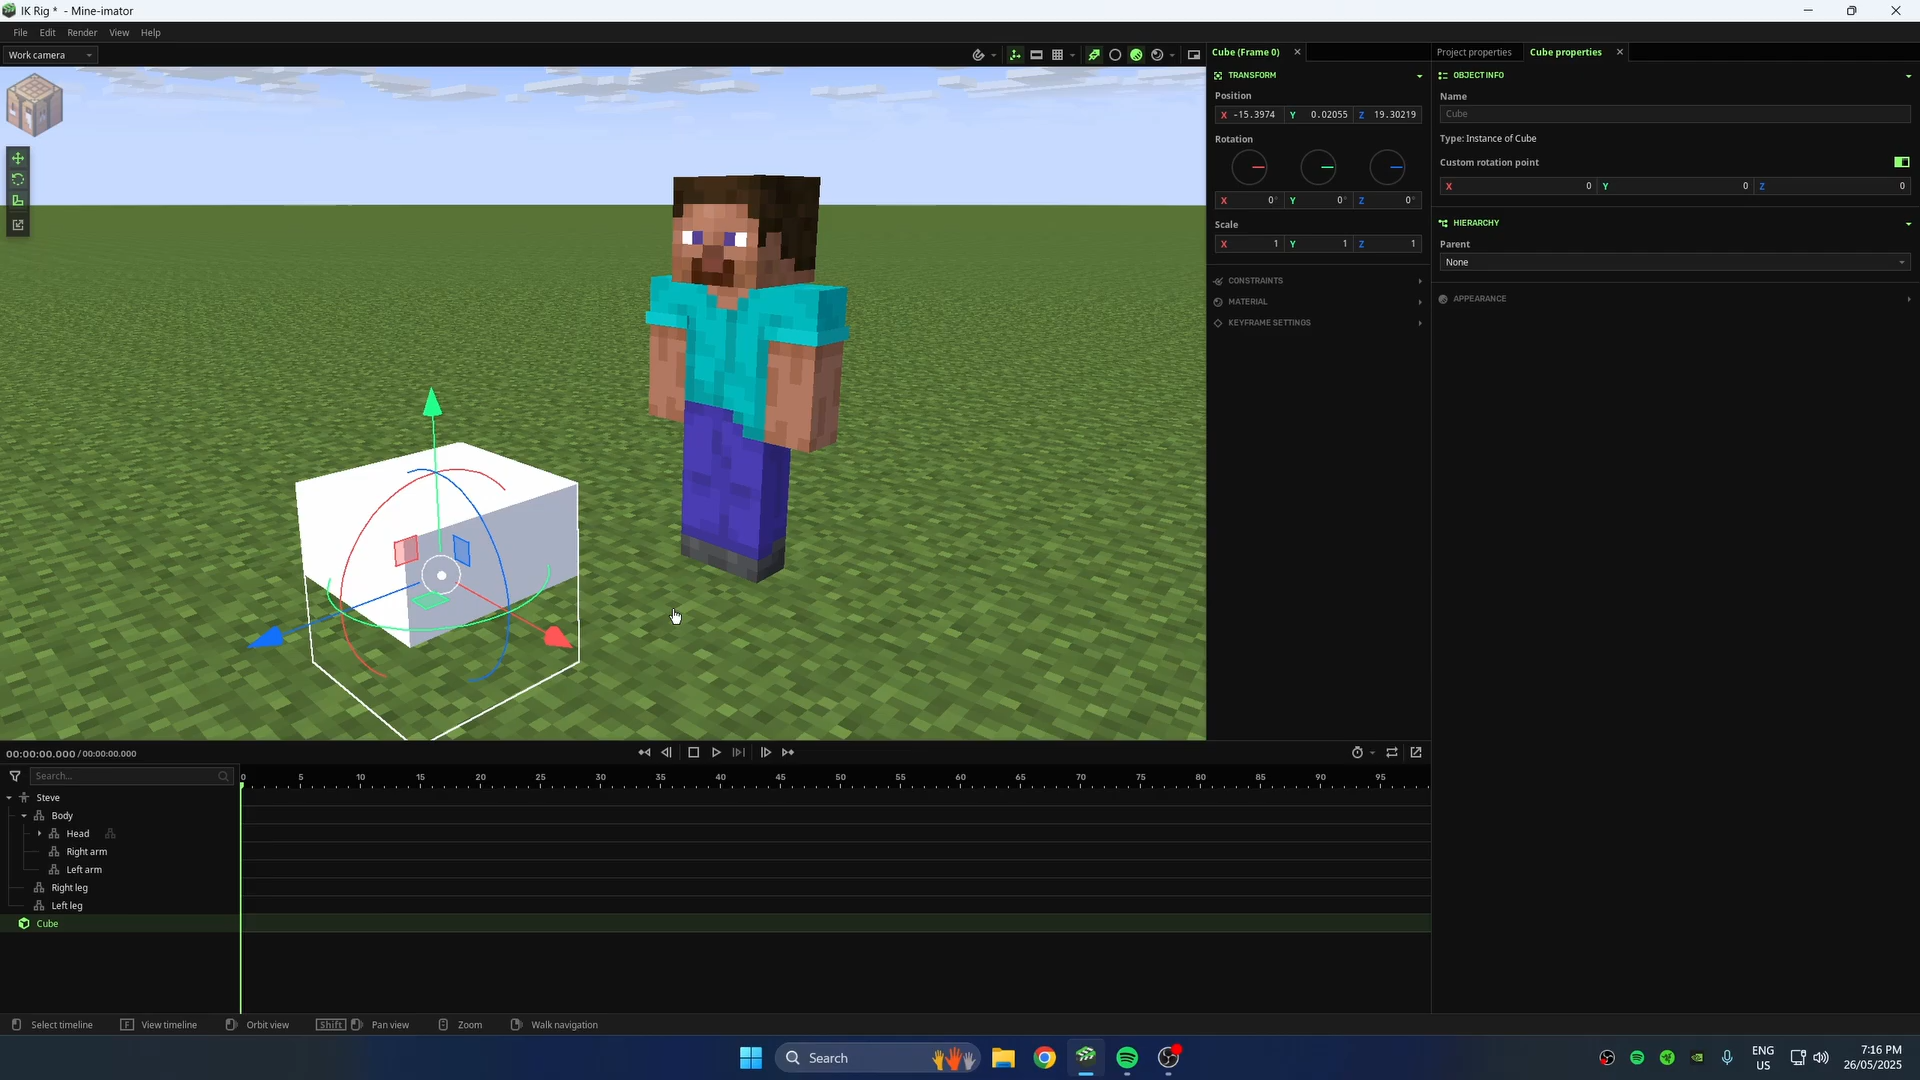 IK Rig * - Mine-imator
File Edit Render View Help
Work camera
Cube (Frame 0)
TRANSFORM
Position
X -15.3974 Y 0.02055 Z 19.30219
Rotation
X 0° Y 0° Z 0°
Scale
X 1 Y 1 Z 1
CONSTRAINTS
MATERIAL
KEYFRAME SETTINGS
Project properties Cube properties
OBJECT INFO
Name
Cube
Type: Instance of Cube
Custom rotation point
X 0 Y 0 Z 0
HIERARCHY
Parent
None
APPEARANCE
00:00:00.000 / 00:00:00.000
Search...
0 5 10 15 20 25 30 35 40 45 50 55 60 65 70 75 80 85 90 95
Steve
Body
Head
Right arm
Left arm
Right leg
Left leg
Cube
Select timeline F View timeline Orbit view Shift Pan view Zoom Walk navigation
Search
ENG
US
7:16 PM
26/05/2025